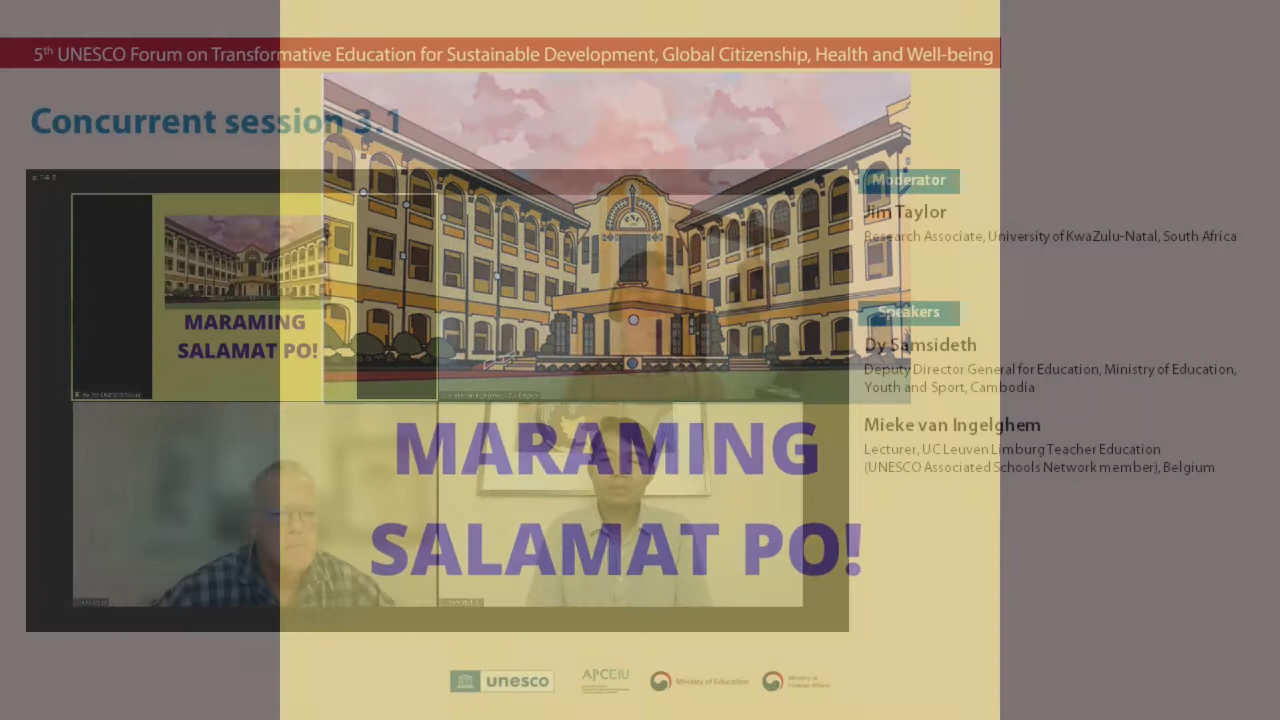 5th UNESCO Forum on Transformative Education for Sustainable Development, Global Citizenship, Health and Well-being
Concurrent session 3.1
MARAMING
SALAMAT PO!
MARAMING
SALAMAT PO!
Moderator
Jim Taylor
Research Associate, University of KwaZulu-Natal, South Africa
Speakers
Dy Samsideth
Deputy Director General for Education, Ministry of Education,
Youth and Sport, Cambodia
Mieke van Ingelghem
Lecturer, UC Leuven Limburg Teacher Education
(UNESCO Associated Schools Network member), Belgium
unesco
APCEIU
Ministry of Education
Ministry of
Foreign Affairs